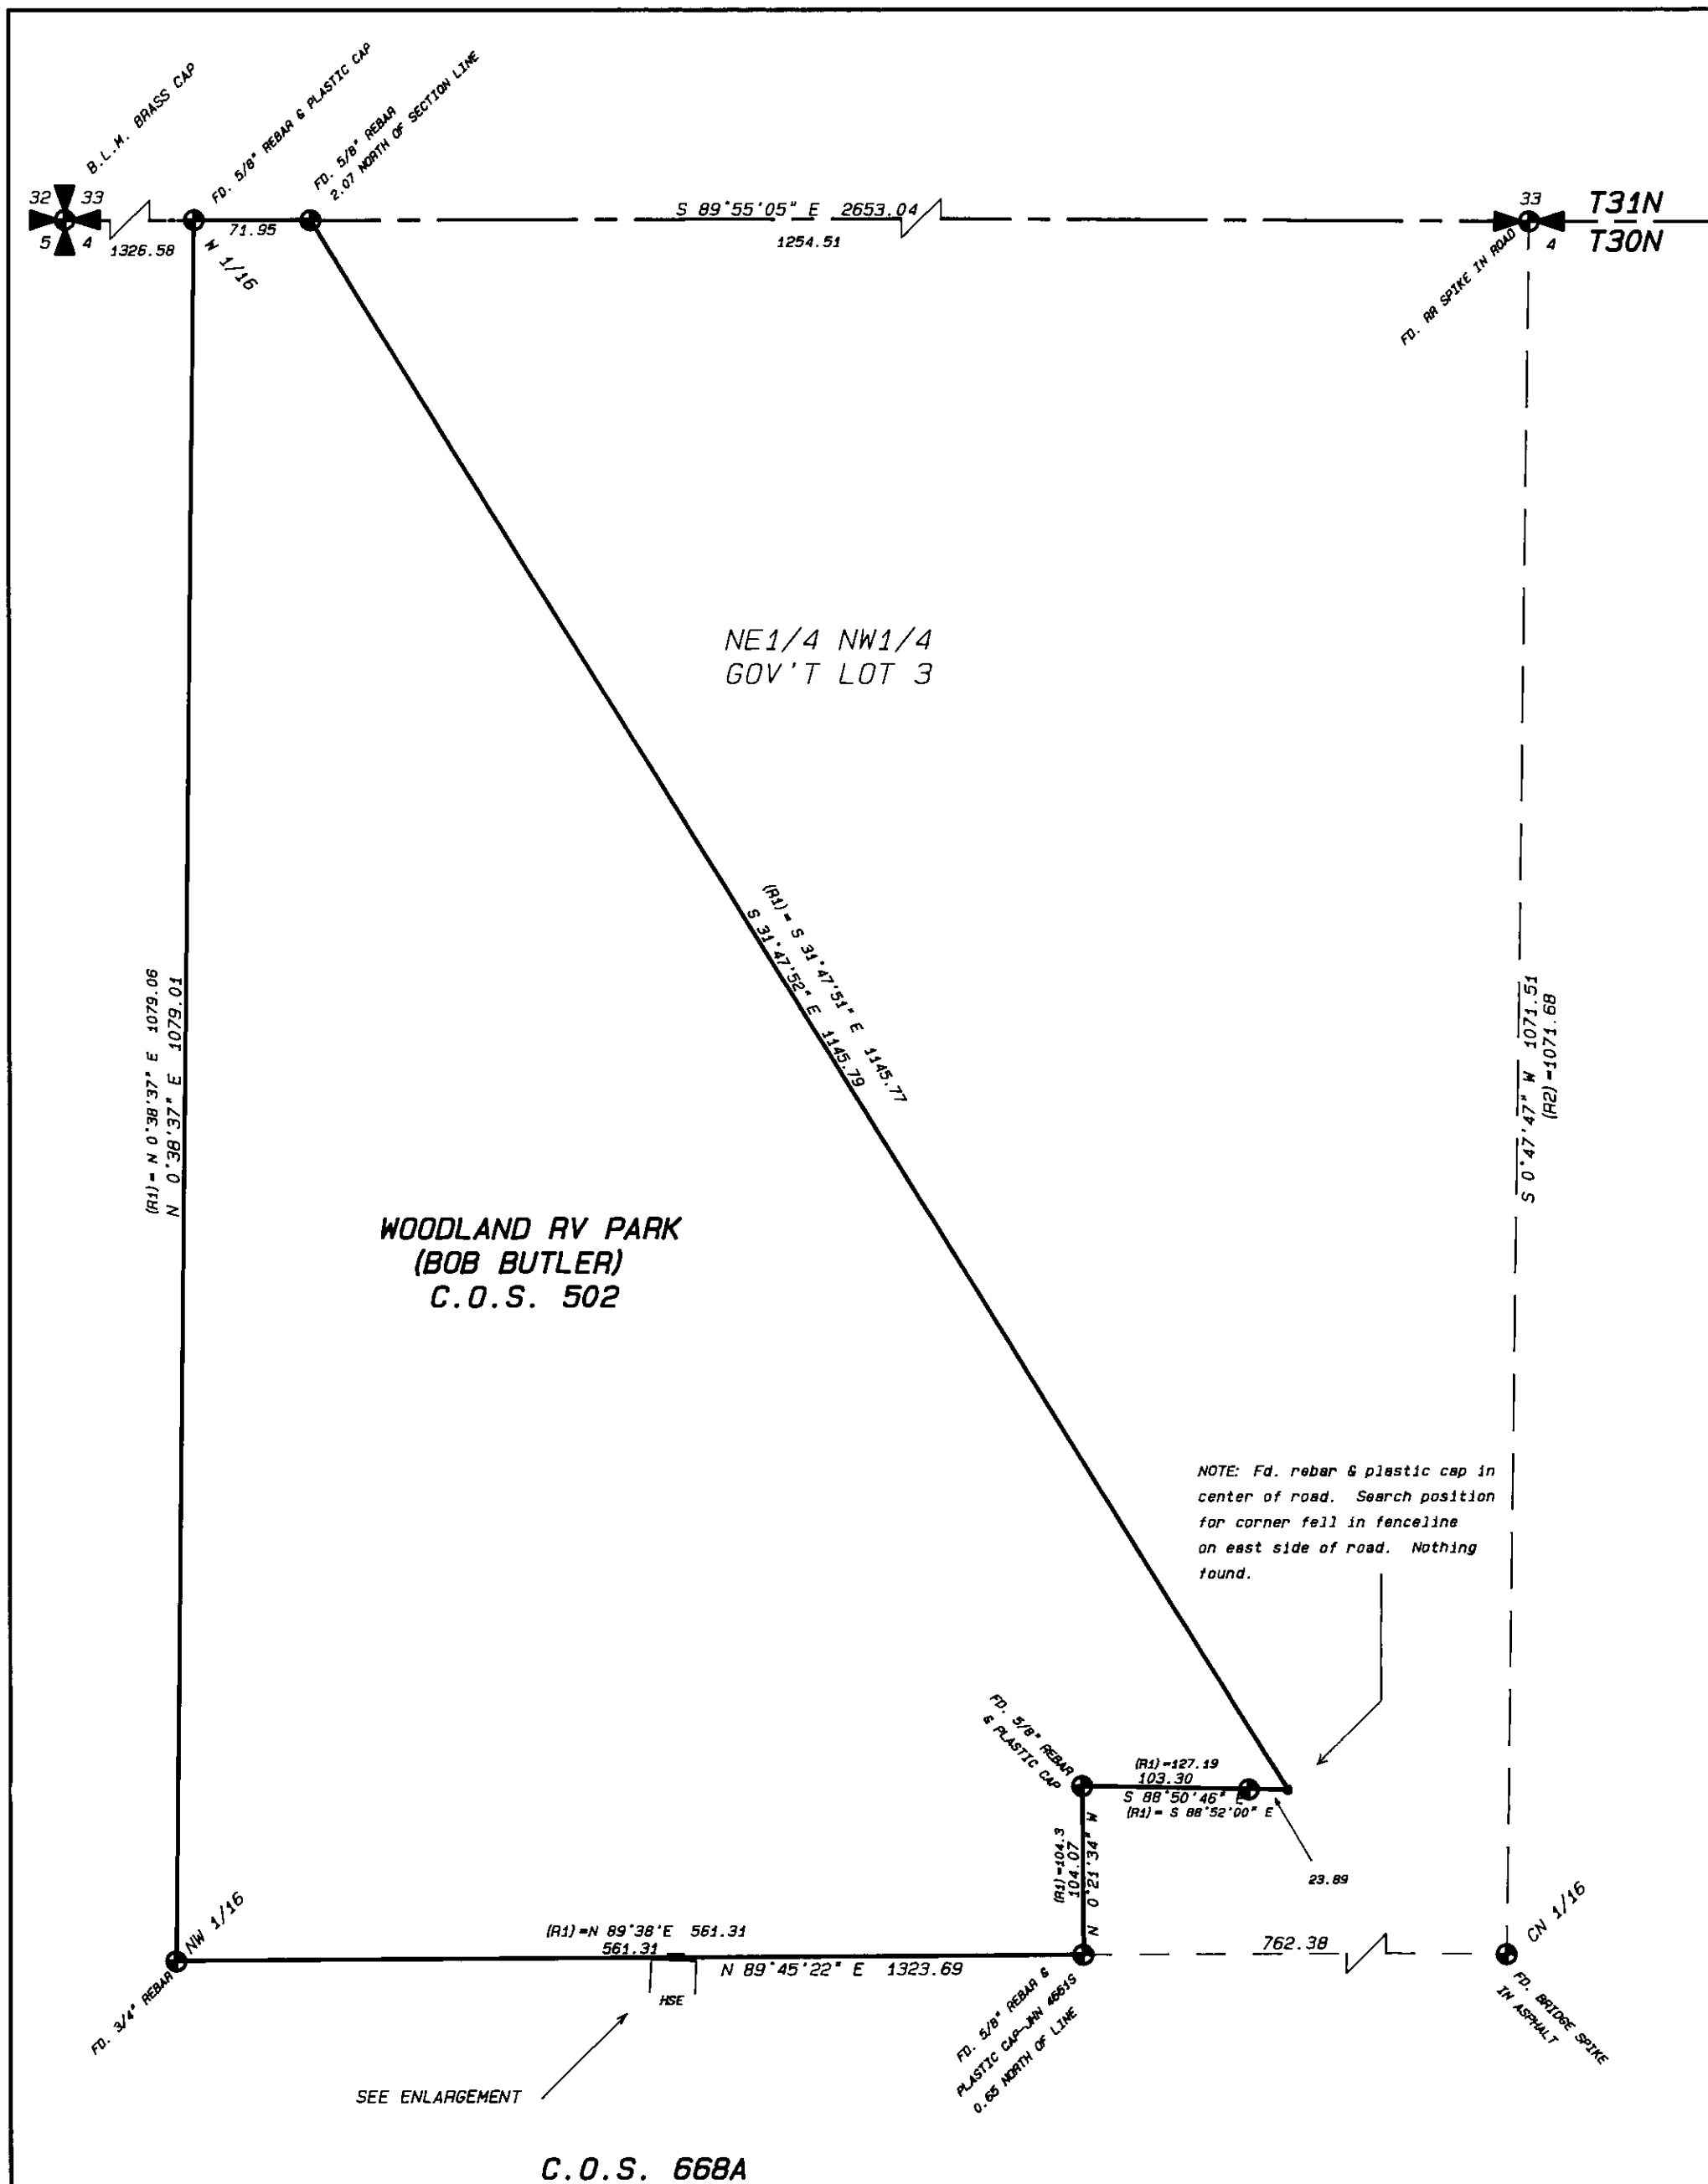 B.L.M. BRASS CAP
FD. 5/8" REBAR & PLASTIC CAP
FD. 5/8" REBAR
2.07 NORTH OF SECTION LINE
32 33
5 4
1326.58
71.95
N 1/16
S 89°55'05" E 2653.04
1254.51
33
4
T31N
T30N
FD. RR SPIKE IN ROAD
NE1/4 NW1/4
GOV'T LOT 3
(R1) = S 31°47'51" E 1145.77
S 31°47'52" E 1145.79
(R1) = N 0°38'37" E 1079.06
N 0°38'37" E 1079.01
S 0°47'47" W 1071.51
(R2) =1071.68
WOODLAND RV PARK
(BOB BUTLER)
C.O.S. 502
NOTE: Fd. rebar & plastic cap in
center of road. Search position
for corner fell in fenceline
on east side of road. Nothing
found.
FD. 5/8" REBAR
& PLASTIC CAP
(R1) =127.19
103.30
S 88°50'46" E
(R1) = S 88°52'00" E
(R1) =104.3
104.07
N 0°21'34" W
23.89
NW 1/16
FD. 3/4" REBAR
(R1) =N 89°38'E 561.31
561.31
N 89°45'22" E 1323.69
HSE
762.38
CN 1/16
FD. BRIDGE SPIKE
IN ASPHALT
FD. 5/8" REBAR &
PLASTIC CAP-JHN 4661S
0.65 NORTH OF LINE
SEE ENLARGEMENT
C.O.S. 668A